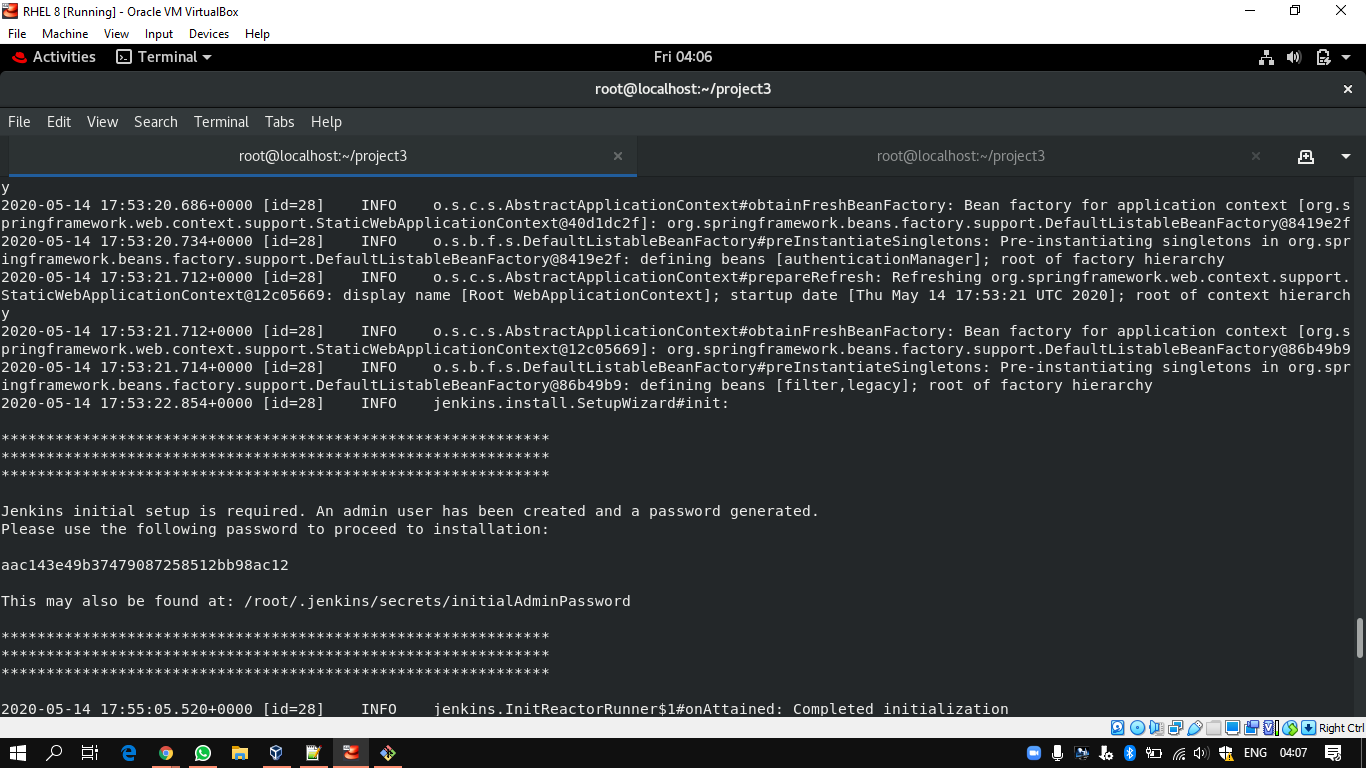 RHEL 8 [Running] - Oracle VM VirtualBox
File Machine View Input Devices Help
Activities Terminal Fri 04:06
root@localhost:~/project3
File Edit View Search Terminal Tabs Help
root@localhost:~/project3 root@localhost:~/project3
y
2020-05-14 17:53:20.686+0000 [id=28] INFO o.s.c.s.AbstractApplicationContext#obtainFreshBeanFactory: Bean factory for application context [org.s
pringframework.web.context.support.StaticWebApplicationContext@40d1dc2f]: org.springframework.beans.factory.support.DefaultListableBeanFactory@8419e2f
2020-05-14 17:53:20.734+0000 [id=28] INFO o.s.b.f.s.DefaultListableBeanFactory#preInstantiateSingletons: Pre-instantiating singletons in org.spr
ingframework.beans.factory.support.DefaultListableBeanFactory@8419e2f: defining beans [authenticationManager]; root of factory hierarchy
2020-05-14 17:53:21.712+0000 [id=28] INFO o.s.c.s.AbstractApplicationContext#prepareRefresh: Refreshing org.springframework.web.context.support.
StaticWebApplicationContext@12c05669: display name [Root WebApplicationContext]; startup date [Thu May 14 17:53:21 UTC 2020]; root of context hierarch
y
2020-05-14 17:53:21.712+0000 [id=28] INFO o.s.c.s.AbstractApplicationContext#obtainFreshBeanFactory: Bean factory for application context [org.s
pringframework.web.context.support.StaticWebApplicationContext@12c05669]: org.springframework.beans.factory.support.DefaultListableBeanFactory@86b49b9
2020-05-14 17:53:21.714+0000 [id=28] INFO o.s.b.f.s.DefaultListableBeanFactory#preInstantiateSingletons: Pre-instantiating singletons in org.spr
ingframework.beans.factory.support.DefaultListableBeanFactory@86b49b9: defining beans [filter,legacy]; root of factory hierarchy
2020-05-14 17:53:22.854+0000 [id=28] INFO jenkins.install.SetupWizard#init:
*************************************************************
*************************************************************
*************************************************************
Jenkins initial setup is required. An admin user has been created and a password generated.
Please use the following password to proceed to installation:
aac143e49b37479087258512bb98ac12
This may also be found at: /root/.jenkins/secrets/initialAdminPassword
*************************************************************
*************************************************************
*************************************************************
2020-05-14 17:55:05.520+0000 [id=28] INFO jenkins.InitReactorRunner$1#onAttained: Completed initialization
Right Ctrl
ENG 04:07